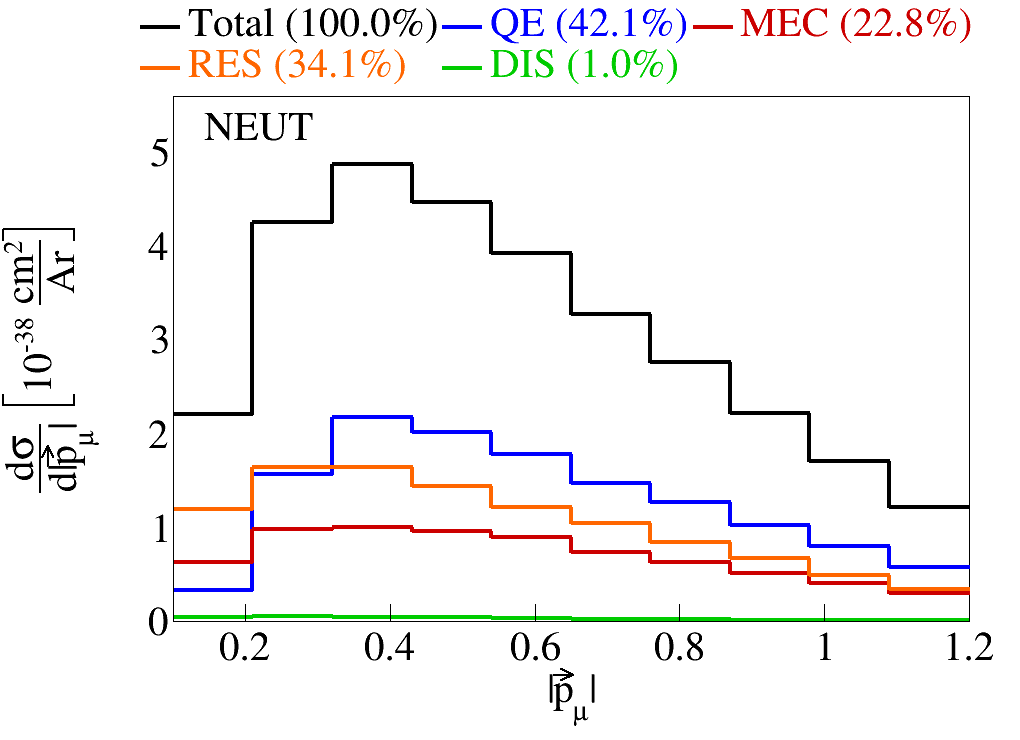 Total (100.0%) QE (42.1%) MEC (22.8%)
RES (34.1%) DIS (1.0%)
NEUT
5
4
3
2
1
0
0.2 0.4 0.6 0.8 1 1.2
|p⃗μ|
dσ/d|p⃗μ| [10⁻³⁸ cm²/Ar]